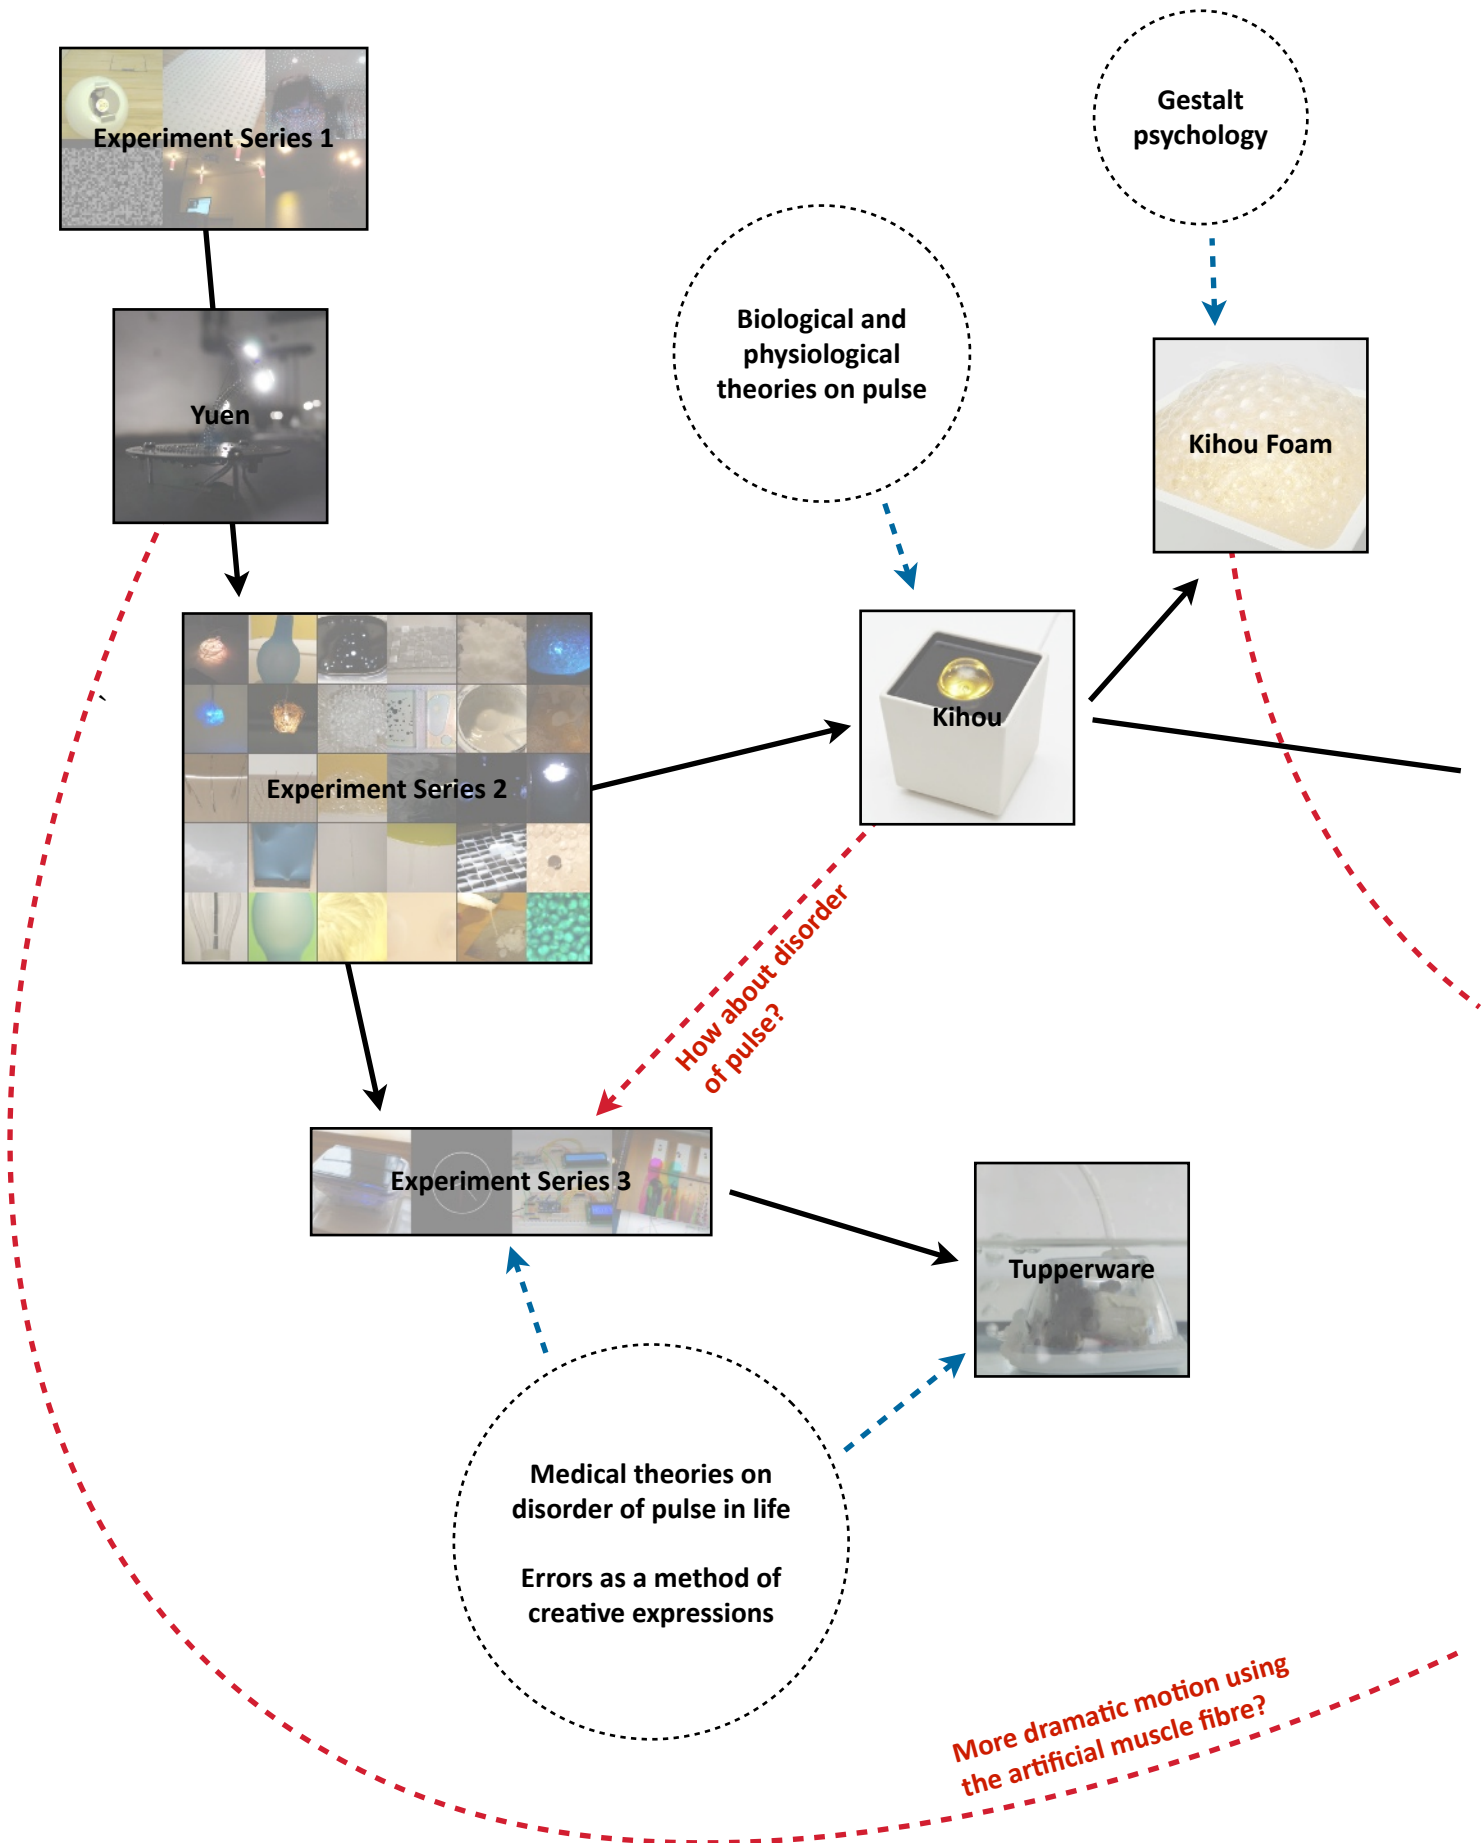 Experiment Series 1
Gestalt
psychology
Biological and
physiological
theories on pulse
Yuen
Kihou Foam
Kihou
Experiment Series 2
How about disorder
of pulse?
Experiment Series 3
Tupperware
Medical theories on
disorder of pulse in life
Errors as a method of
creative expressions
More dramatic motion using
the artificial muscle fibre?